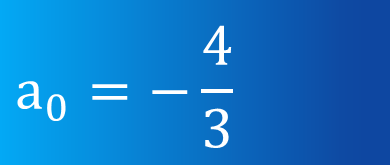 a₀ = −4/3